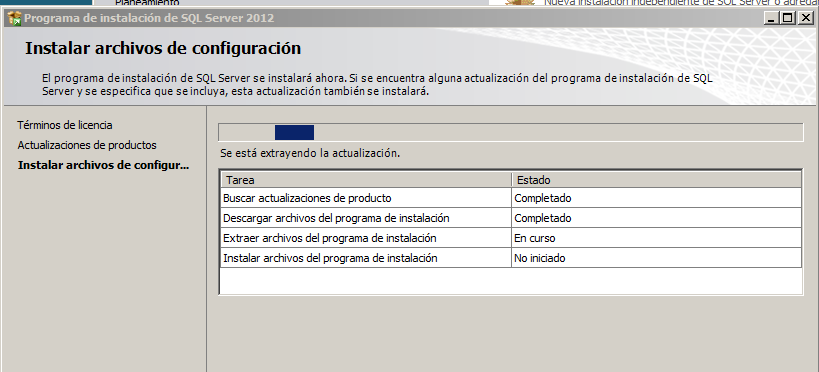 Planeamiento
Nueva instalación independiente de SQL Server o agregar
Programa de instalación de SQL Server 2012
Instalar archivos de configuración
El programa de instalación de SQL Server se instalará ahora. Si se encuentra alguna actualización del programa de instalación de SQL
Server y se especifica que se incluya, esta actualización también se instalará.
Términos de licencia
Actualizaciones de productos
Instalar archivos de configur...
Se está extrayendo la actualización.
Tarea Estado
Buscar actualizaciones de producto Completado
Descargar archivos del programa de instalación Completado
Extraer archivos del programa de instalación En curso
Instalar archivos del programa de instalación No iniciado